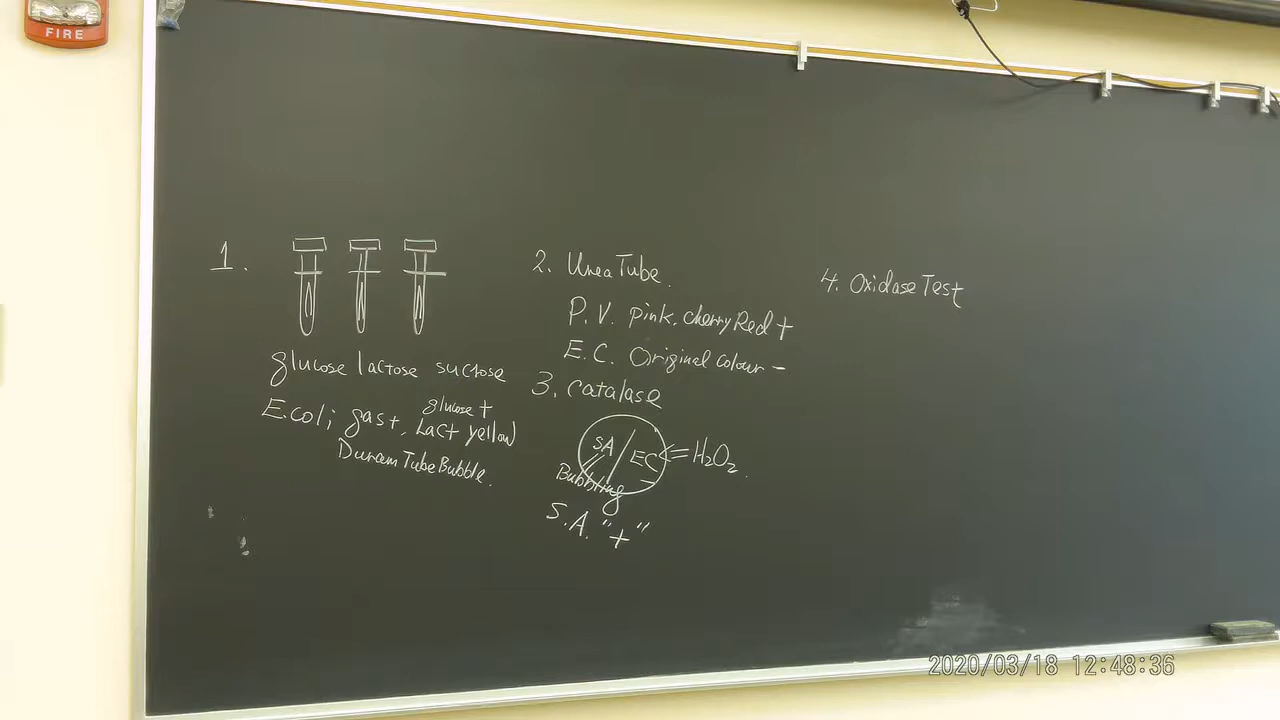 FIRE
1.
glucose lactose sucrose
E.coli gas+, glucose + Lact yellow
Duram Tube Bubble.
2. Urea Tube.
P.V. pink, cherry Red +
E.C. Original colour -
3. Catalase
SA / EC <= H₂O₂.
Bubbling -
S.A. "+"
4. Oxidase Test
2020/03/18 12:48:36